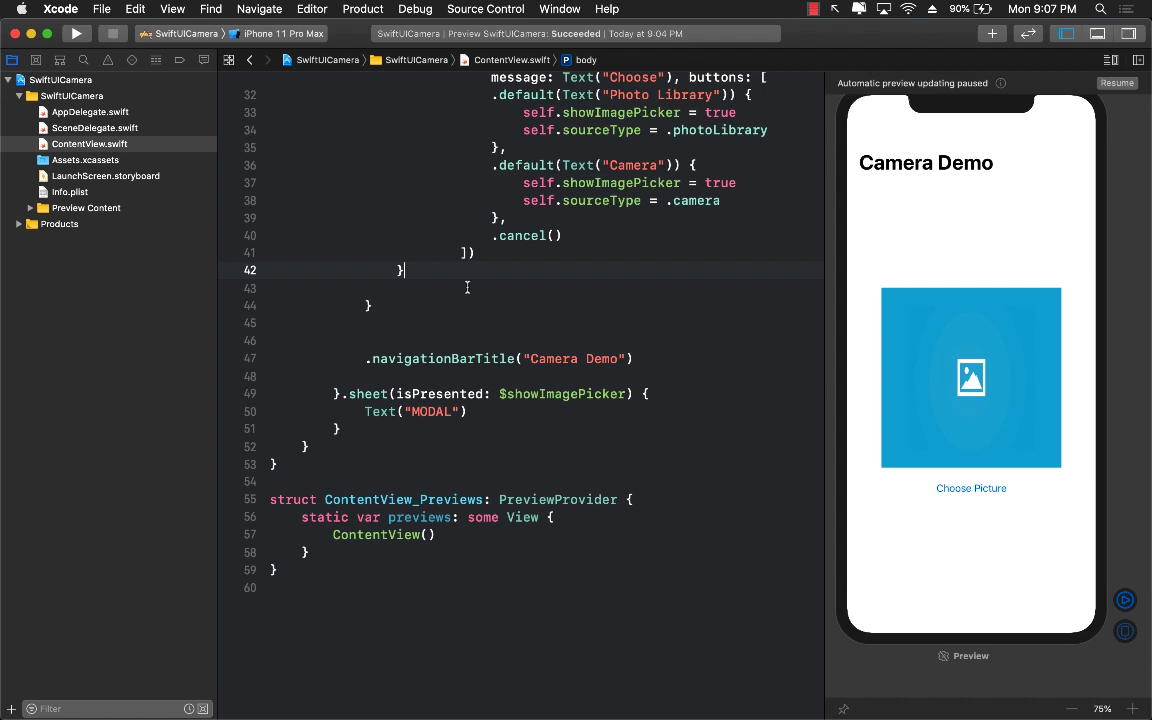 Xcode File Edit View Find Navigate Editor Product Debug Source Control Window Help 90% Mon 9:07 PM
SwiftUICamera iPhone 11 Pro Max
SwiftUICamera | Preview SwiftUICamera: Succeeded | Today at 9:04 PM
SwiftUICamera SwiftUICamera ContentView.swift P body
SwiftUICamera
SwiftUICamera
AppDelegate.swift
SceneDelegate.swift
ContentView.swift
Assets.xcassets
LaunchScreen.storyboard
Info.plist
Preview Content
Products
Filter
message: Text("Choose"), buttons: [
32 .default(Text("Photo Library")) {
33 self.showImagePicker = true
34 self.sourceType = .photoLibrary
35 },
36 .default(Text("Camera")) {
37 self.showImagePicker = true
38 self.sourceType = .camera
39 },
40 .cancel()
41 ])
42 }
43
44 }
45
46
47 .navigationBarTitle("Camera Demo")
48
49 }.sheet(isPresented: $showImagePicker) {
50 Text("MODAL")
51 }
52 }
53 }
54
55 struct ContentView_Previews: PreviewProvider {
56 static var previews: some View {
57 ContentView()
58 }
59 }
60
Automatic preview updating paused
Resume
Camera Demo
Choose Picture
Preview
75%